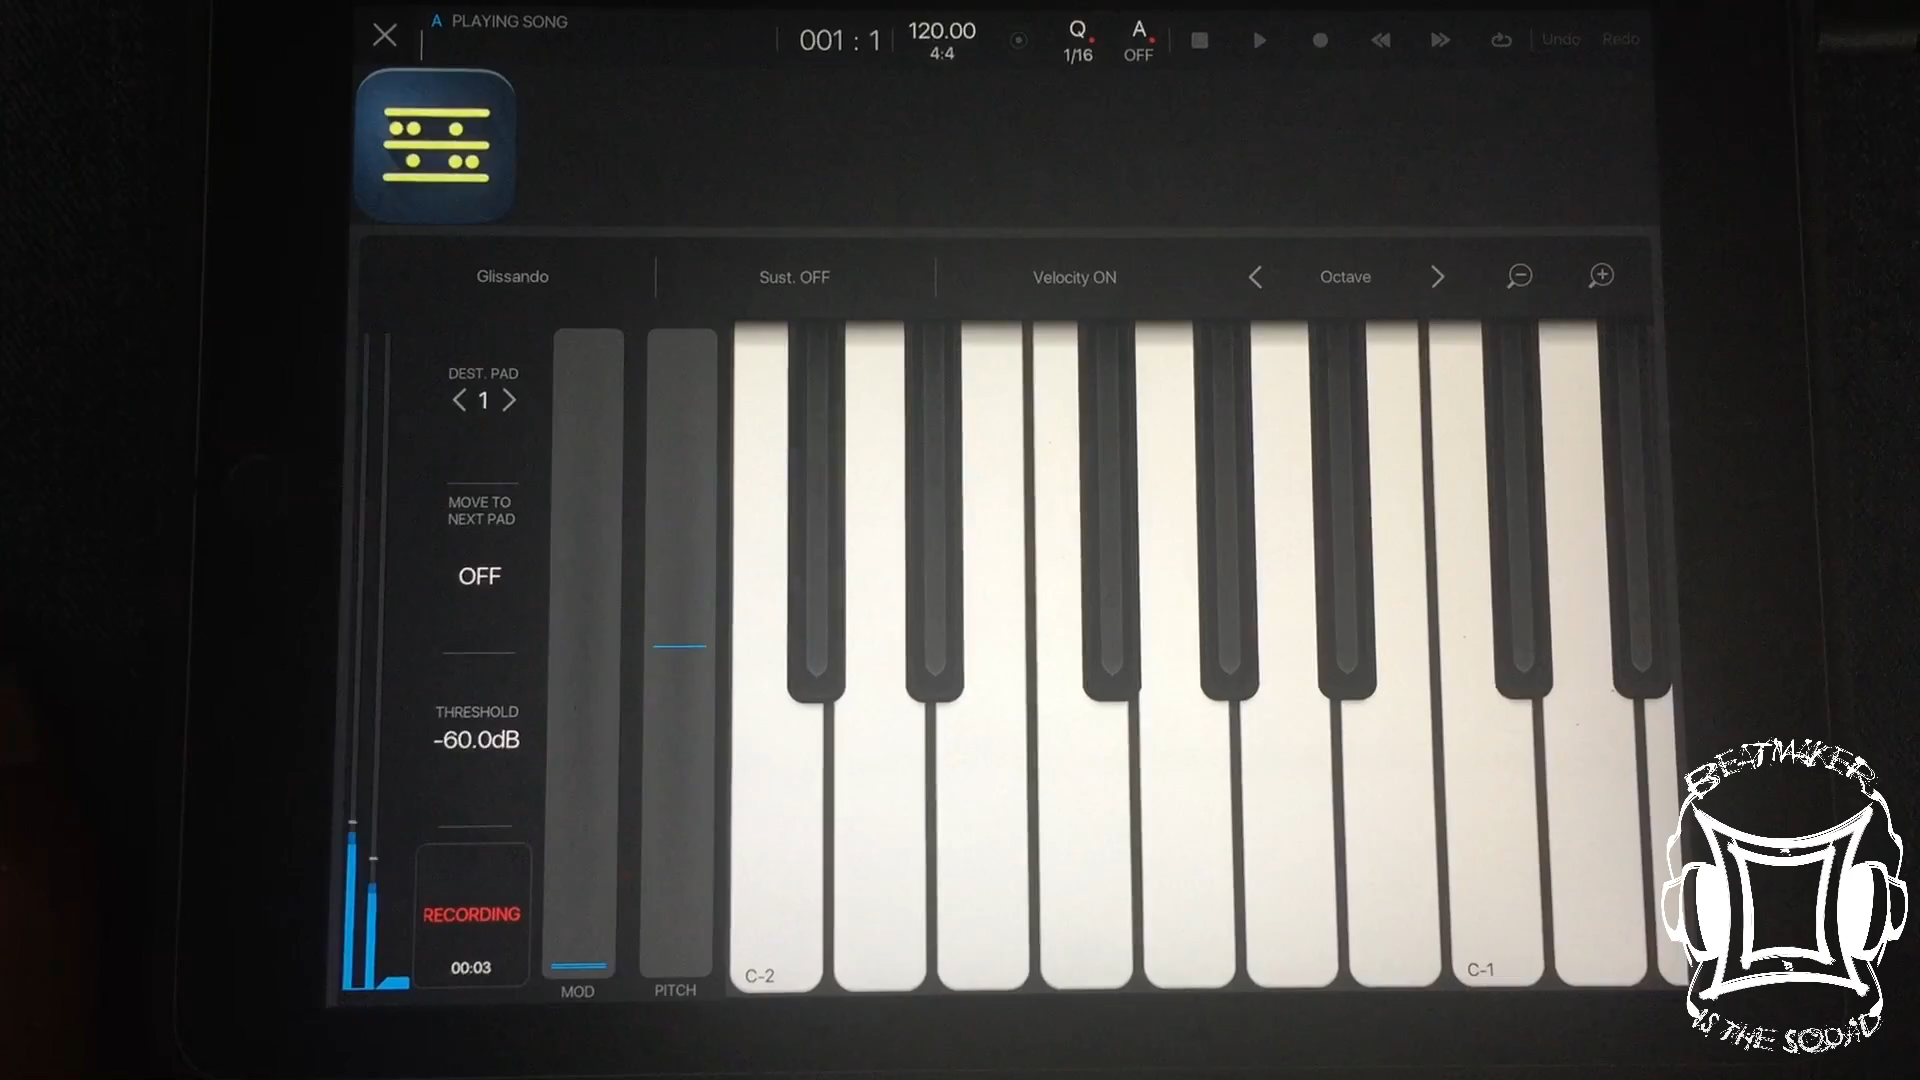 A PLAYING SONG
001 : 1
120.00
4:4
Q
1/16
A
OFF
Undo
Redo
Glissando
Sust. OFF
Velocity ON
Octave
DEST. PAD
1
MOVE TO
NEXT PAD
OFF
THRESHOLD
-60.0dB
RECORDING
00:03
MOD
PITCH
C-2
C-1
BEATMAKER
IS THE SQUAD